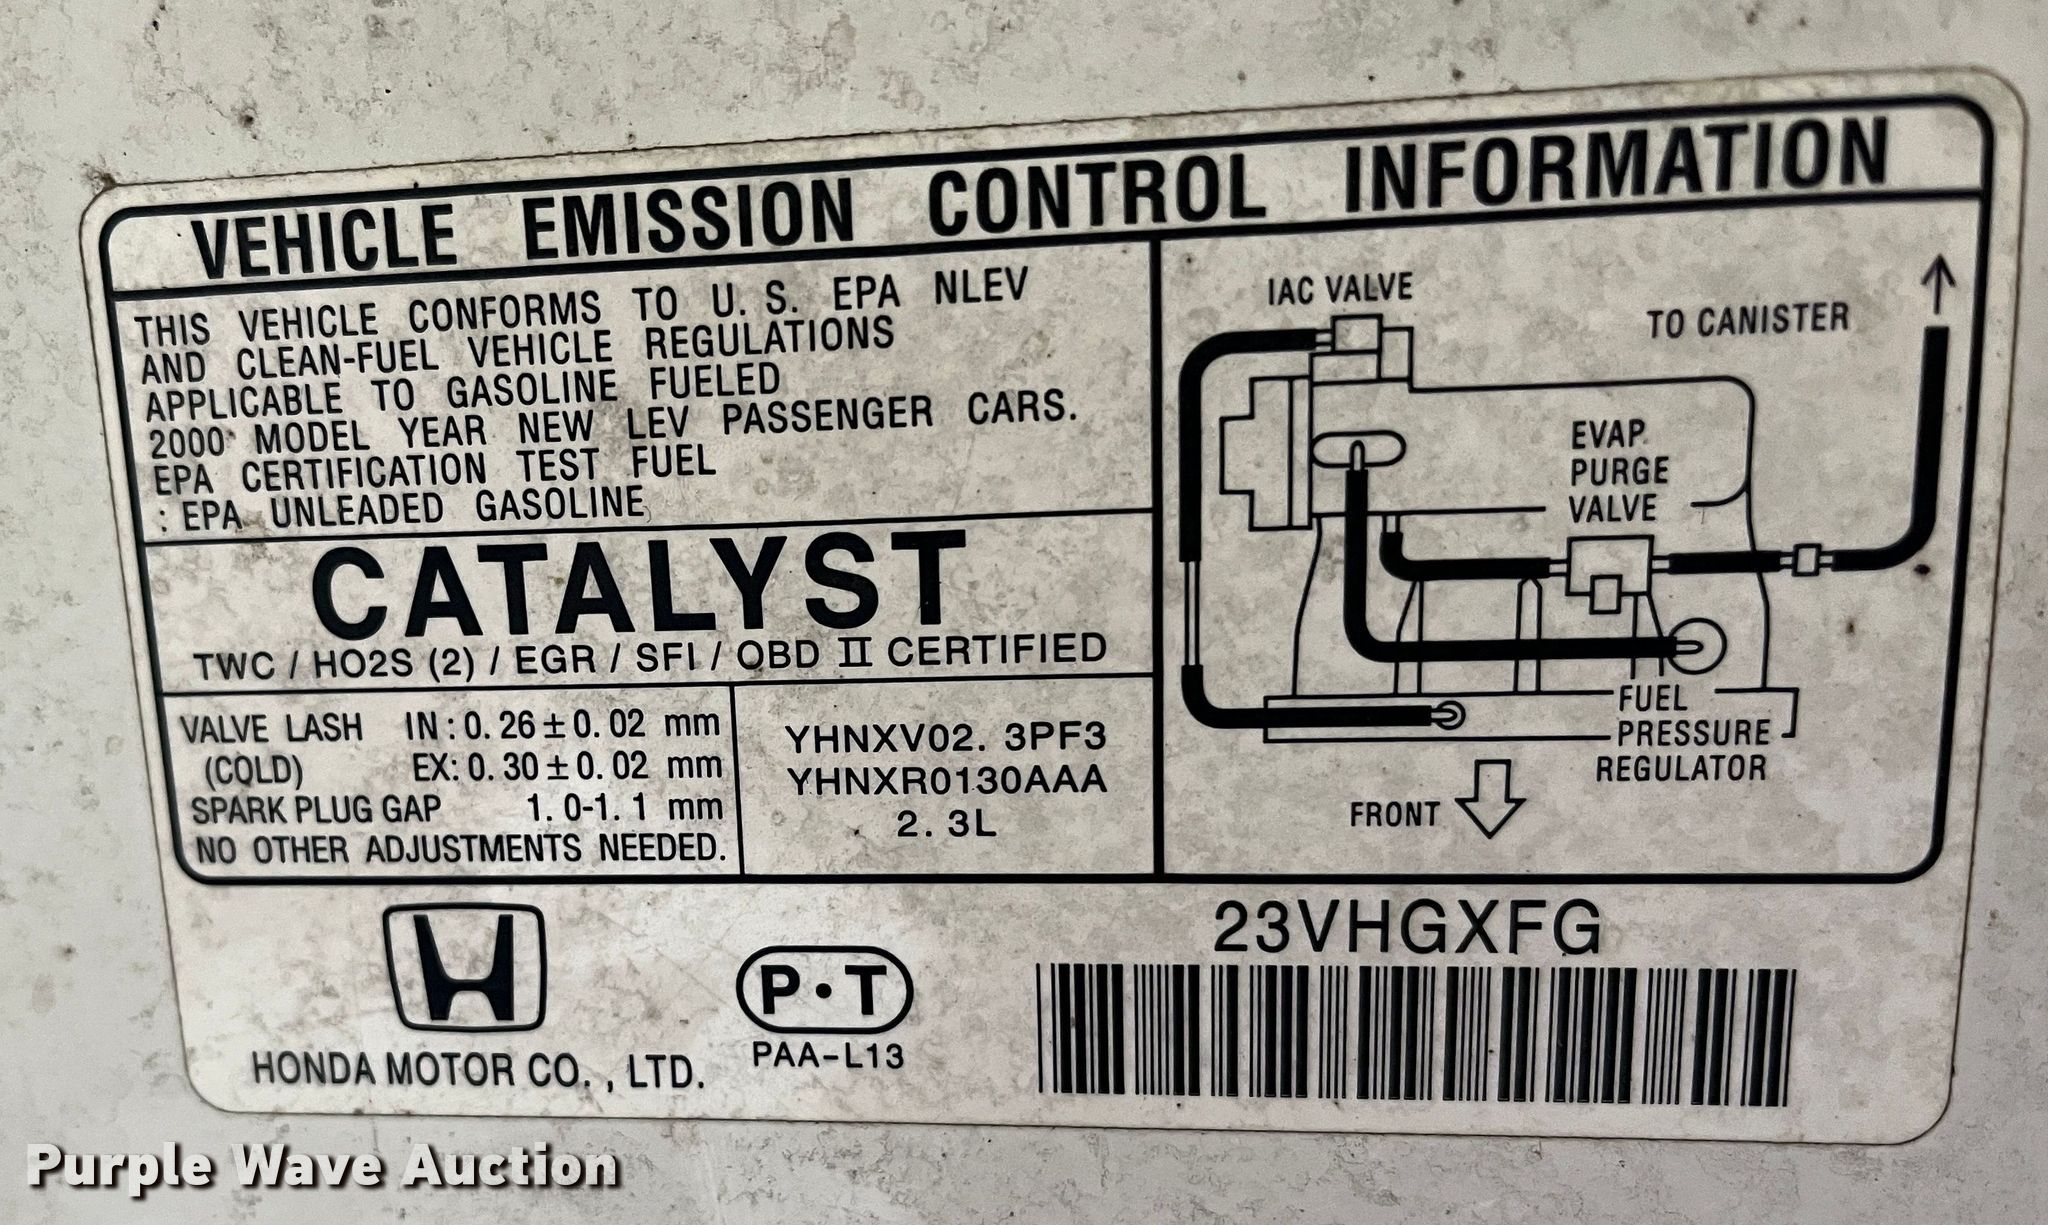 VEHICLE EMISSION CONTROL INFORMATION
THIS VEHICLE CONFORMS TO U. S. EPA NLEV
AND CLEAN-FUEL VEHICLE REGULATIONS
APPLICABLE TO GASOLINE FUELED
2000 MODEL YEAR NEW LEV PASSENGER CARS.
EPA CERTIFICATION TEST FUEL
: EPA UNLEADED GASOLINE
CATALYST
TWC / HO2S (2) / EGR / SFI / OBD II CERTIFIED
VALVE LASH IN : 0. 26 ± 0. 02 mm
(COLD) EX: 0. 30 ± 0. 02 mm
SPARK PLUG GAP 1. 0-1. 1 mm
NO OTHER ADJUSTMENTS NEEDED.
YHNXV02. 3PF3
YHNXR0130AAA
2. 3L
IAC VALVE
TO CANISTER
EVAP
PURGE
VALVE
FUEL
PRESSURE
REGULATOR
FRONT
HONDA MOTOR CO. , LTD.
P·T
PAA-L13
23VHGXFG
Purple Wave Auction